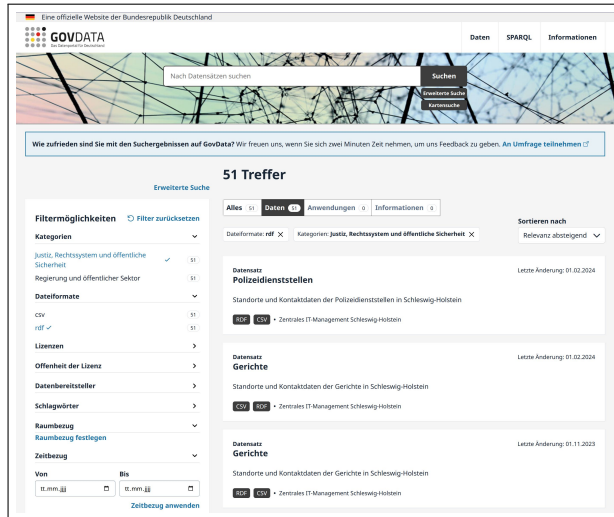 Eine offizielle Website der Bundesrepublik Deutschland
GOVDATA
Das Datenportal für Deutschland
Daten SPARQL Informationen
Nach Datensätzen suchen
Suchen
Erweiterte Suche
Kartensuche
Wie zufrieden sind Sie mit den Suchergebnissen auf GovData? Wir freuen uns, wenn Sie sich zwei Minuten Zeit nehmen, um uns Feedback zu geben. An Umfrage teilnehmen
51 Treffer
Erweiterte Suche
Alles 51 Daten 51 Anwendungen 0 Informationen 0
Filtermöglichkeiten Filter zurücksetzen
Sortieren nach
Dateiformate: rdf X Kategorien: Justiz, Rechtssystem und öffentliche Sicherheit X
Relevanz absteigend
Kategorien
Justiz, Rechtssystem und öffentliche
Sicherheit
51
Regierung und öffentlicher Sektor 51
Dateiformate
csv 51
rdf 51
Lizenzen
Offenheit der Lizenz
Datenbereitsteller
Schlagwörter
Raumbezug
Raumbezug festlegen
Zeitbezug
Von Bis
tt.mm.jjjj tt.mm.jjjj
Zeitbezug anwenden
Datensatz Letzte Änderung: 01.02.2024
Polizeidienststellen
Standorte und Kontaktdaten der Polizeidienststellen in Schleswig-Holstein
RDF CSV • Zentrales IT-Management Schleswig-Holstein
Datensatz Letzte Änderung: 01.02.2024
Gerichte
Standorte und Kontaktdaten der Gerichte in Schleswig-Holstein
CSV RDF • Zentrales IT-Management Schleswig-Holstein
Datensatz Letzte Änderung: 01.11.2023
Gerichte
Standorte und Kontaktdaten der Gerichte in Schleswig-Holstein
RDF CSV • Zentrales IT-Management Schleswig-Holstein